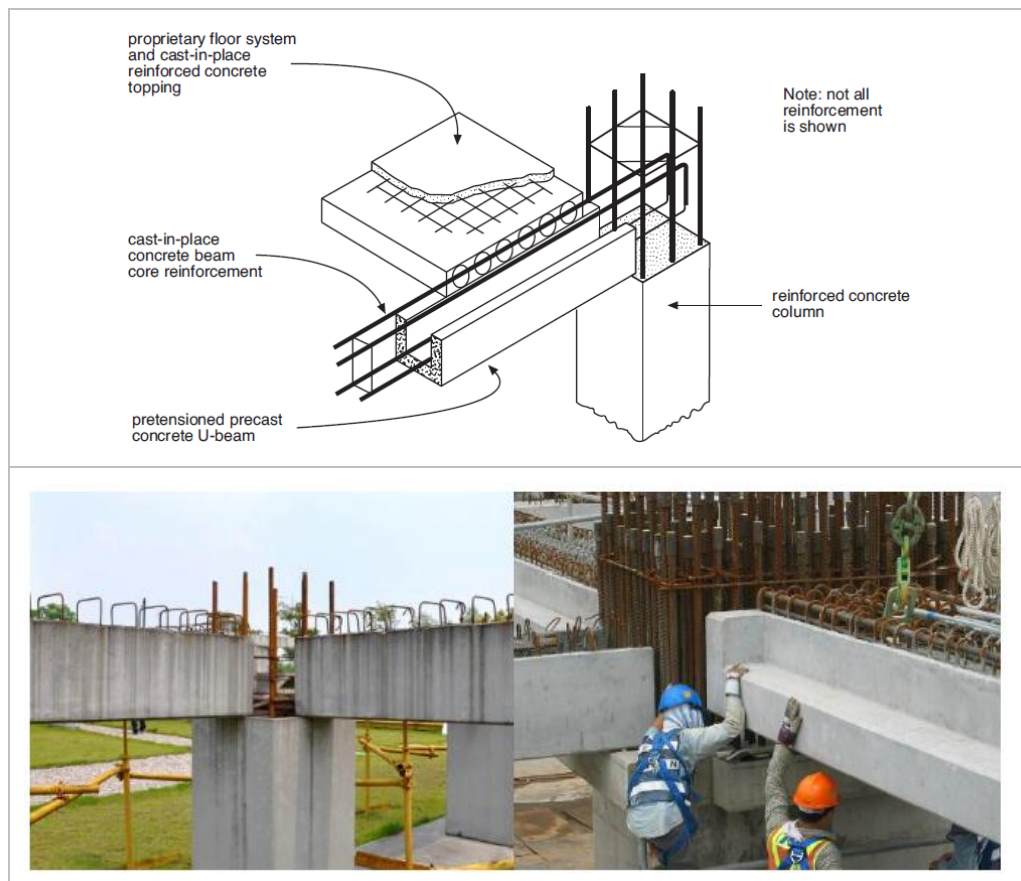 proprietary floor system
and cast-in-place
reinforced concrete
topping
Note: not all
reinforcement
is shown
cast-in-place
concrete beam
core reinforcement
reinforced concrete
column
pretensioned precast
concrete U-beam